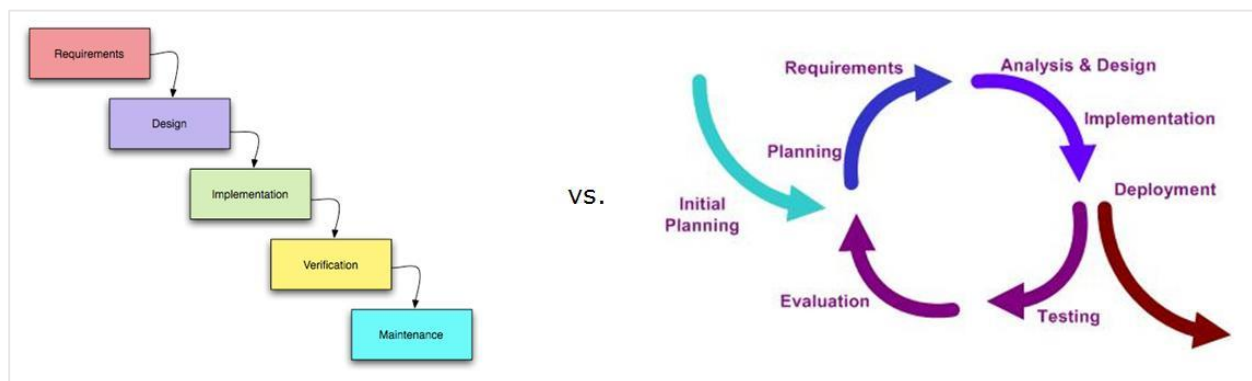 Requirements
Design
Implementation
Verification
Maintenance
vs.
Initial
Planning
Planning
Requirements
Analysis & Design
Implementation
Deployment
Testing
Evaluation